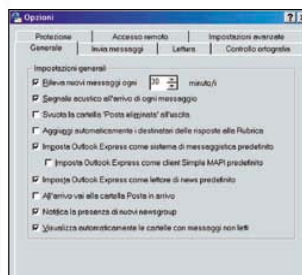 Opzioni
Protezione Accesso remoto Impostazioni avanzate
Generale Invia messaggi Lettura Controllo ortografia
Impostazioni generali
Rileva nuovi messaggi ogni 30 minuto/i
Segnale acustico all'arrivo di ogni messaggio
Svuota la cartella 'Posta eliminata' all'uscita
Aggiungi automaticamente i destinatari delle risposte alla Rubrica
Imposta Outlook Express come sistema di messaggistica predefinito
Imposta Outlook Express come client Simple MAPI predefinito
Imposta Outlook Express come lettore di news predefinito
All'arrivo vai alla cartella Posta in arrivo
Notifica la presenza di nuovi newsgroup
Visualizza automaticamente le cartelle con messaggi non letti